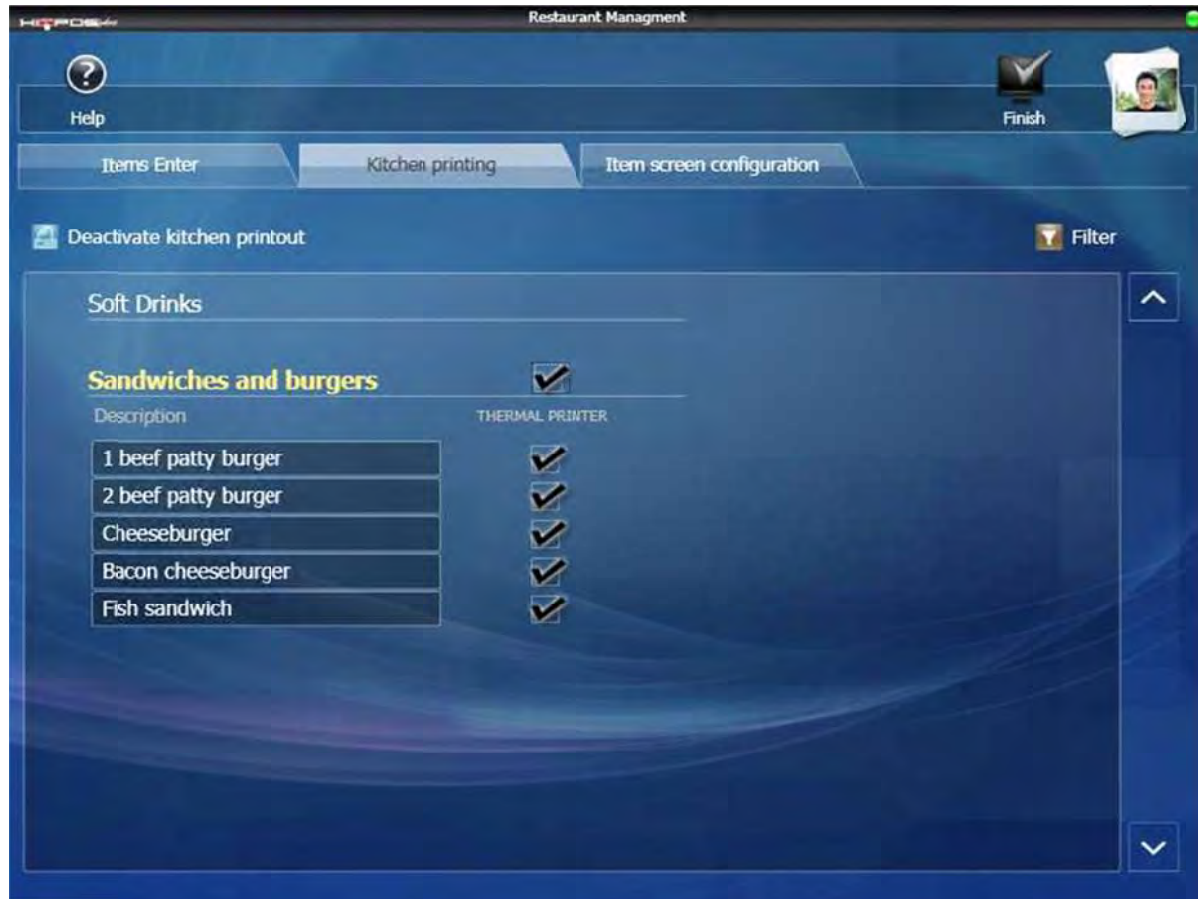 HIOPOS
Restaurant Managment
Help
Finish
Items Enter
Kitchen printing
Item screen configuration
Deactivate kitchen printout
Filter
Soft Drinks
Sandwiches and burgers
Description
THERMAL PRINTER
1 beef patty burger
2 beef patty burger
Cheeseburger
Bacon cheeseburger
Fish sandwich